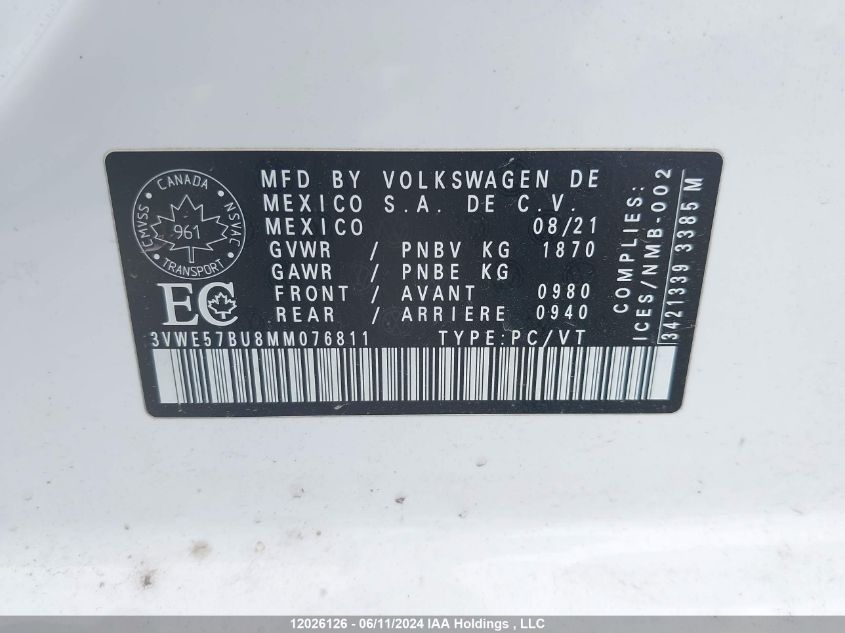 CANADA
CMVSS
961
NSVAC
TRANSPORT
EC
MFD BY VOLKSWAGEN DE
MEXICO S.A. DE C.V.
MEXICO 08/21
GVWR / PNBV KG 1870
GAWR / PNBE KG
FRONT / AVANT 0980
REAR / ARRIERE 0940
3VWE57BU8MM076811 TYPE:PC/VT
COMPLIES:
ICES/NMB-002
3421339 3385M
12026126 - 06/11/2024 IAA Holdings , LLC